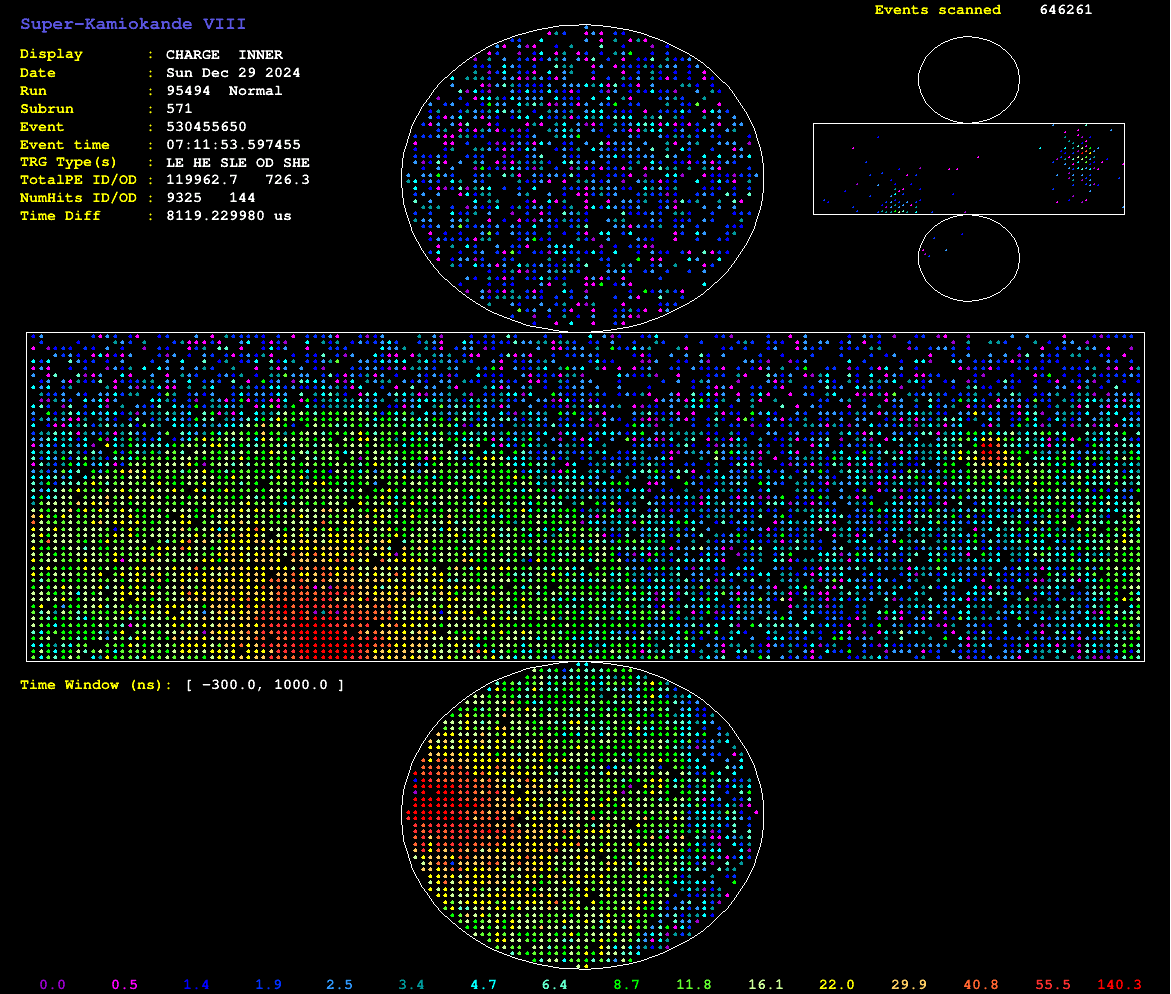 Super-Kamiokande VIII
Events scanned 646261
Display : CHARGE INNER
Date : Sun Dec 29 2024
Run : 95494 Normal
Subrun : 571
Event : 530455650
Event time : 07:11:53.597455
TRG Type(s) : LE HE SLE OD SHE
TotalPE ID/OD : 119962.7 726.3
NumHits ID/OD : 9325 144
Time Diff : 8119.229980 us
Time Window (ns): [ −300.0, 1000.0 ]
0.0 0.5 1.4 1.9 2.5 3.4 4.7 6.4 8.7 11.8 16.1 22.0 29.9 40.8 55.5 140.3